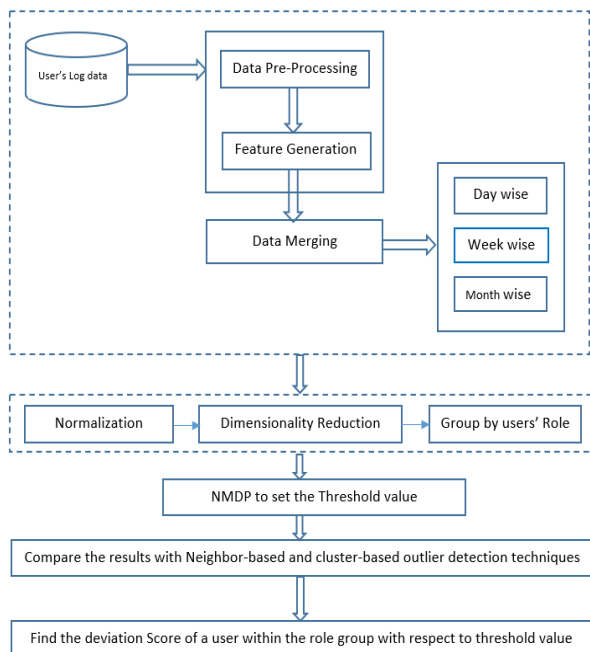 User's Log data
Data Pre-Processing
Feature Generation
Data Merging
Day wise
Week wise
Month wise
Normalization
Dimensionality Reduction
Group by users' Role
NMDP to set the Threshold value
Compare the results with Neighbor-based and cluster-based outlier detection techniques
Find the deviation Score of a user within the role group with respect to threshold value